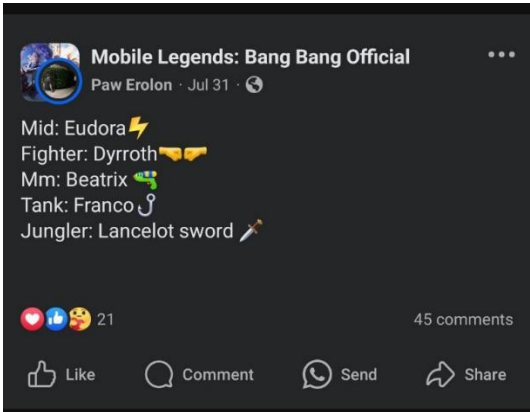 Mobile Legends: Bang Bang Official
Paw Erolon · Jul 31 ·
Mid: Eudora⚡
Fighter: Dyrroth🤜🤛
Mm: Beatrix 🔫
Tank: Franco🪝
Jungler: Lancelot sword 🗡️
21
45 comments
Like
Comment
Send
Share